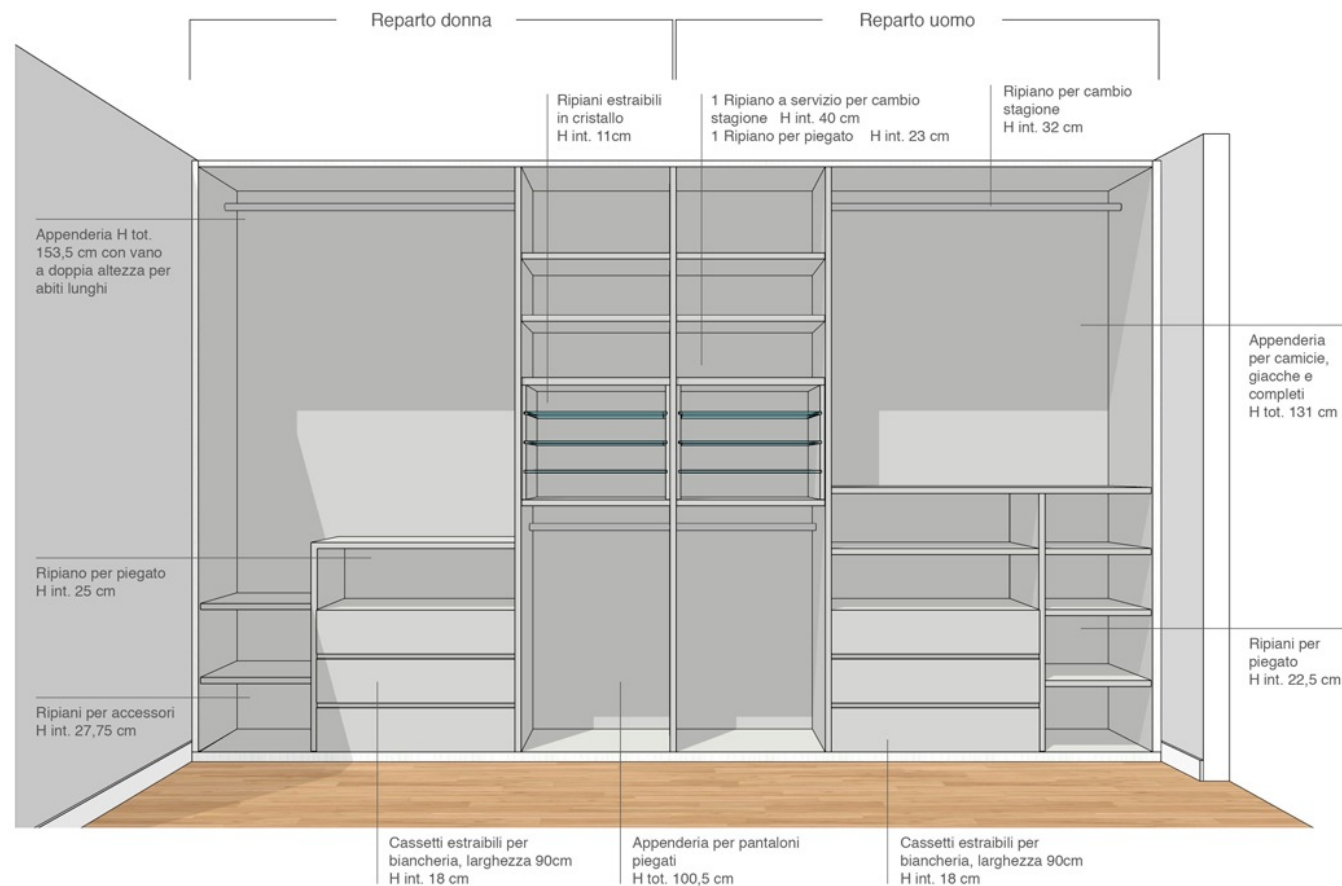 Reparto donna
Reparto uomo
Ripiani estraibili
in cristallo
H int. 11cm
1 Ripiano a servizio per cambio
stagione H int. 40 cm
1 Ripiano per piegato H int. 23 cm
Ripiano per cambio
stagione
H int. 32 cm
Appenderia H tot.
153,5 cm con vano
a doppia altezza per
abiti lunghi
Appenderia
per camicie,
giacche e
completi
H tot. 131 cm
Ripiano per piegato
H int. 25 cm
Ripiani per
piegato
H int. 22,5 cm
Ripiani per accessori
H int. 27,75 cm
Cassetti estraibili per
biancheria, larghezza 90cm
H int. 18 cm
Appenderia per pantaloni
piegati
H tot. 100,5 cm
Cassetti estraibili per
biancheria, larghezza 90cm
H int. 18 cm